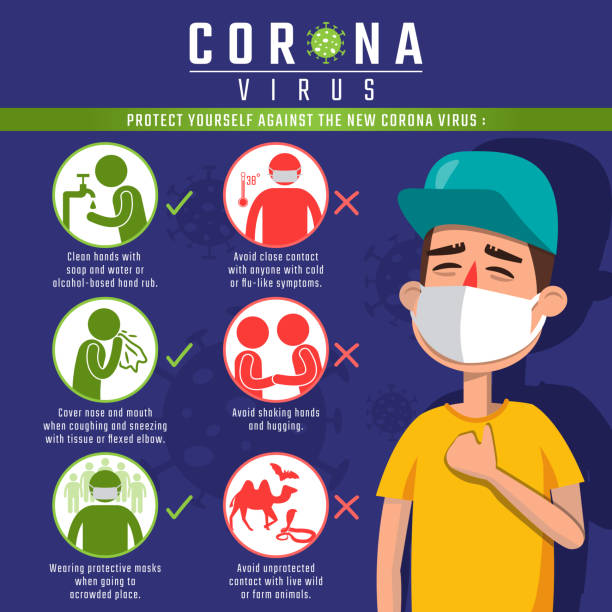 CORONA
VIRUS
PROTECT YOURSELF AGAINST THE NEW CORONA VIRUS :
Clean hands with
soap and water or
alcohol-based hand rub.
38°
Avoid close contact
with anyone with cold
or flu-like symptoms.
Cover nose and mouth
when coughing and sneezing
with tissue or flexed elbow.
Avoid shaking hands
and hugging.
Wearing protective masks
when going to
acrowded place.
Avoid unprotected
contact with live wild
or farm animals.